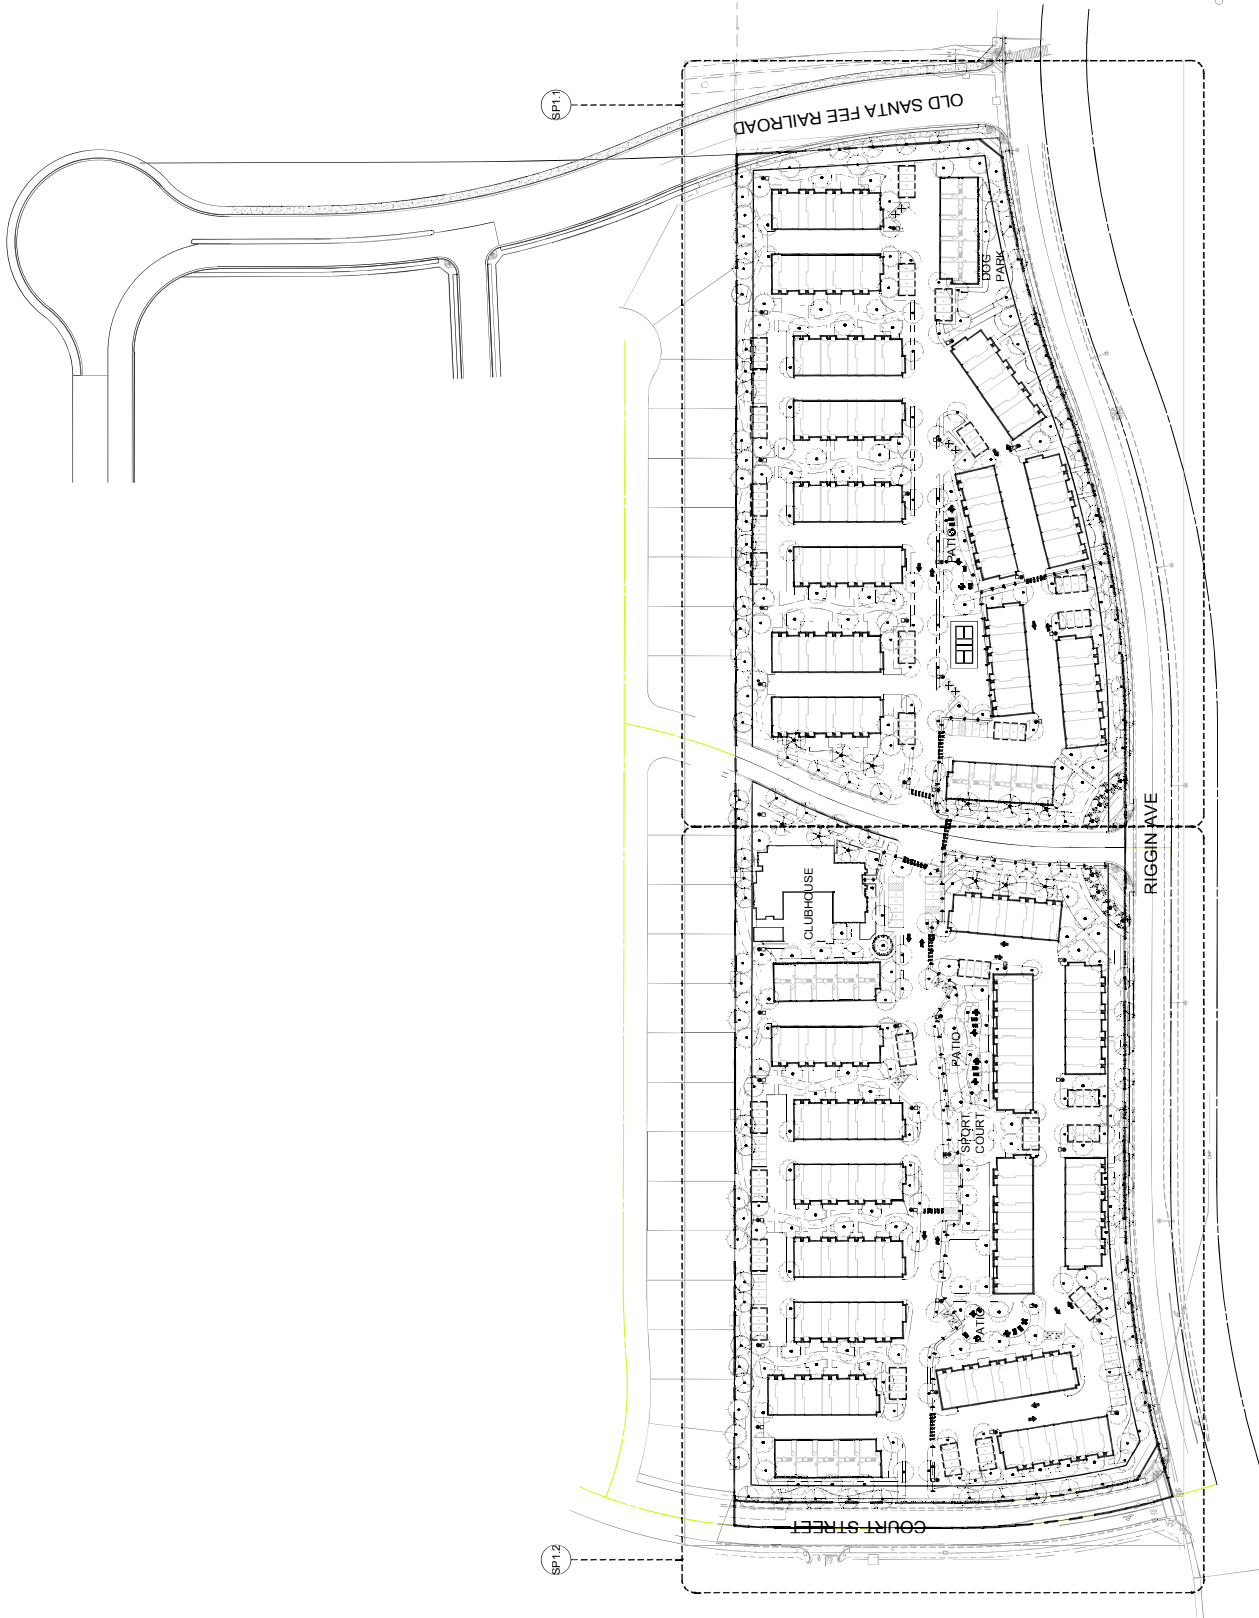 SP1.1
OLD SANTA FEE RAILROAD
DOG
PARK
PATIO
RIGGIN AVE
CLUBHOUSE
PATIO
SPORT
COURT
PATIO
COURT STREET
SP1.2